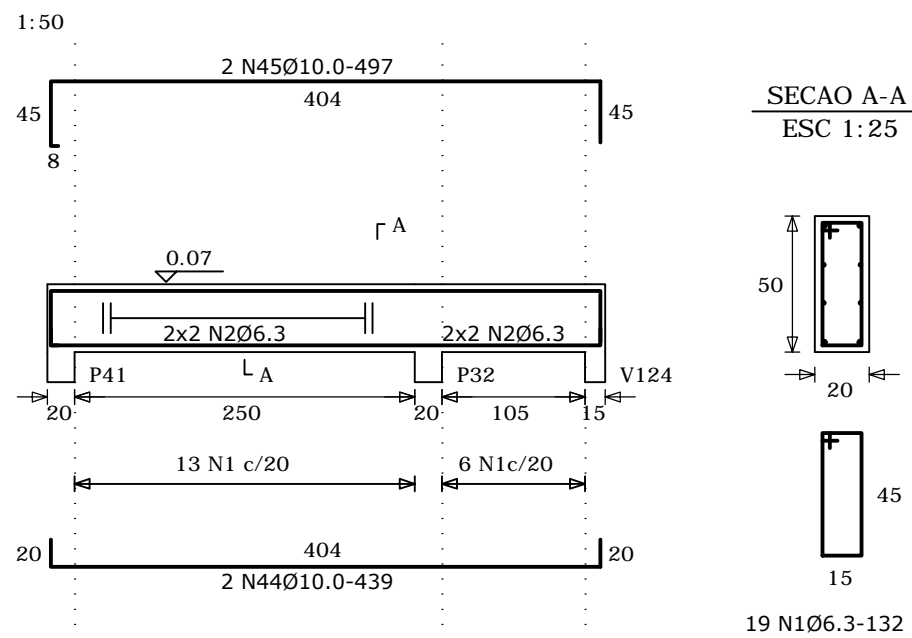 1:50
2 N45Ø10.0-497
404
45
45
8
SECAO A-A
ESC 1:25
A
0.07
2x2 N2Ø6.3
2x2 N2Ø6.3
P41
A
P32
V124
20
250
20
105
15
50
20
13 N1 c/20
6 N1c/20
45
15
20
404
20
2 N44Ø10.0-439
19 N1Ø6.3-132